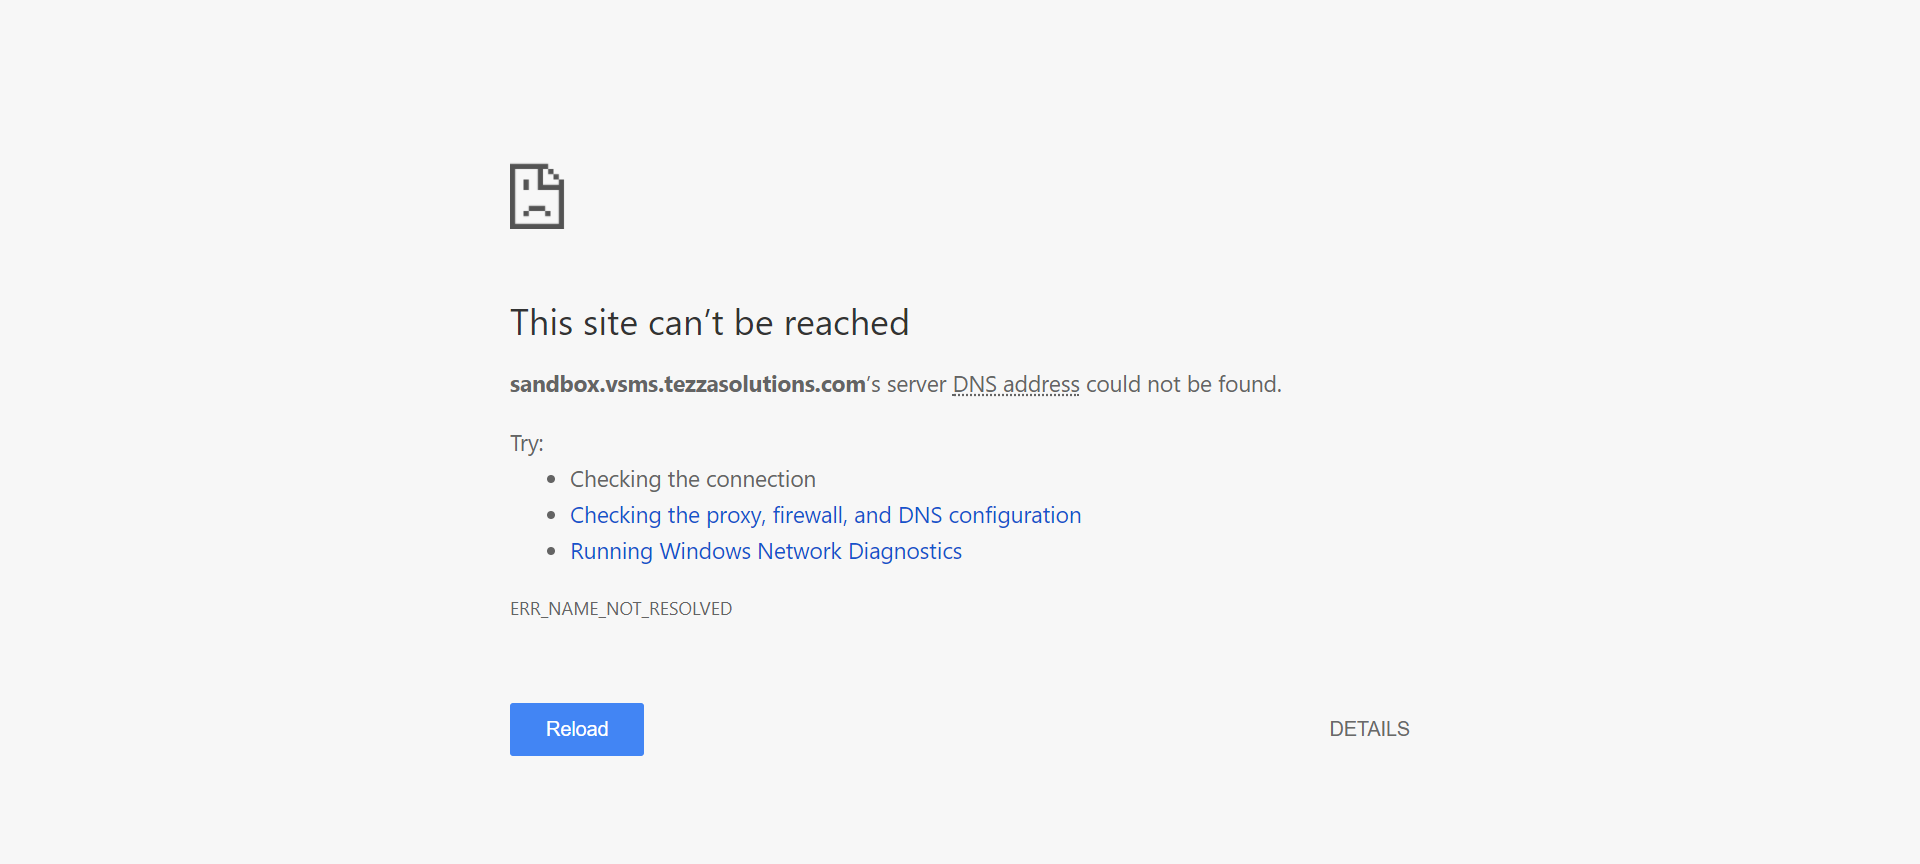 This site can’t be reached
sandbox.vsms.tezzasolutions.com’s server DNS address could not be found.
Try:
Checking the connection
Checking the proxy, firewall, and DNS configuration
Running Windows Network Diagnostics
ERR_NAME_NOT_RESOLVED
Reload
DETAILS